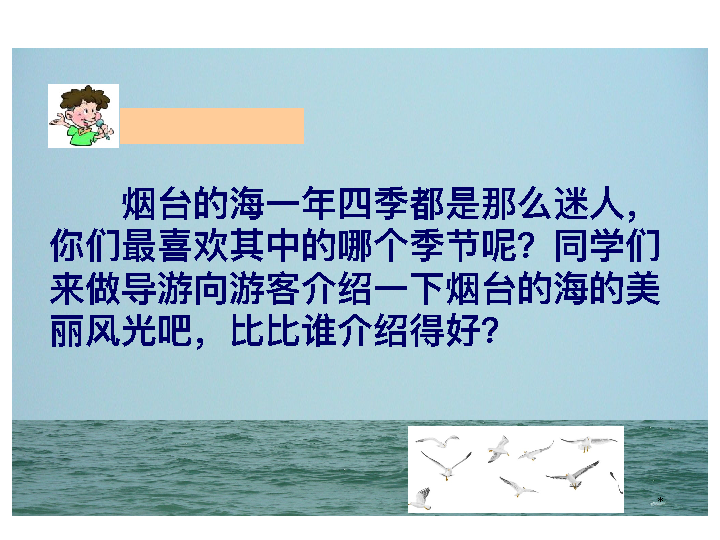 烟台的海一年四季都是那么迷人，
你们最喜欢其中的哪个季节呢？同学们
来做导游向游客介绍一下烟台的海的美
丽风光吧，比比谁介绍得好？
*